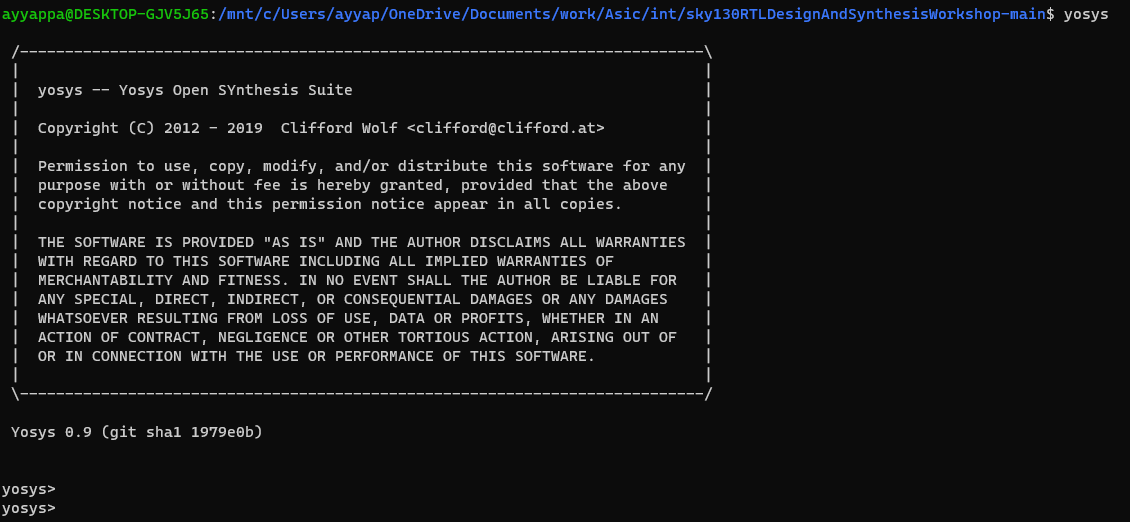 ayyappa@DESKTOP-GJV5J65:/mnt/c/Users/ayyap/OneDrive/Documents/work/Asic/int/sky130RTLDesignAndSynthesisWorkshop-main$ yosys
/----------------------------------------------------------------------------\
|                                                                            |
|  yosys -- Yosys Open SYnthesis Suite                                       |
|                                                                            |
|  Copyright (C) 2012 - 2019  Clifford Wolf <clifford@clifford.at>           |
|                                                                            |
|  Permission to use, copy, modify, and/or distribute this software for any  |
|  purpose with or without fee is hereby granted, provided that the above    |
|  copyright notice and this permission notice appear in all copies.         |
|                                                                            |
|  THE SOFTWARE IS PROVIDED "AS IS" AND THE AUTHOR DISCLAIMS ALL WARRANTIES  |
|  WITH REGARD TO THIS SOFTWARE INCLUDING ALL IMPLIED WARRANTIES OF          |
|  MERCHANTABILITY AND FITNESS. IN NO EVENT SHALL THE AUTHOR BE LIABLE FOR   |
|  ANY SPECIAL, DIRECT, INDIRECT, OR CONSEQUENTIAL DAMAGES OR ANY DAMAGES    |
|  WHATSOEVER RESULTING FROM LOSS OF USE, DATA OR PROFITS, WHETHER IN AN     |
|  ACTION OF CONTRACT, NEGLIGENCE OR OTHER TORTIOUS ACTION, ARISING OUT OF   |
|  OR IN CONNECTION WITH THE USE OR PERFORMANCE OF THIS SOFTWARE.            |
|                                                                            |
\----------------------------------------------------------------------------/
Yosys 0.9 (git sha1 1979e0b)
yosys>
yosys>